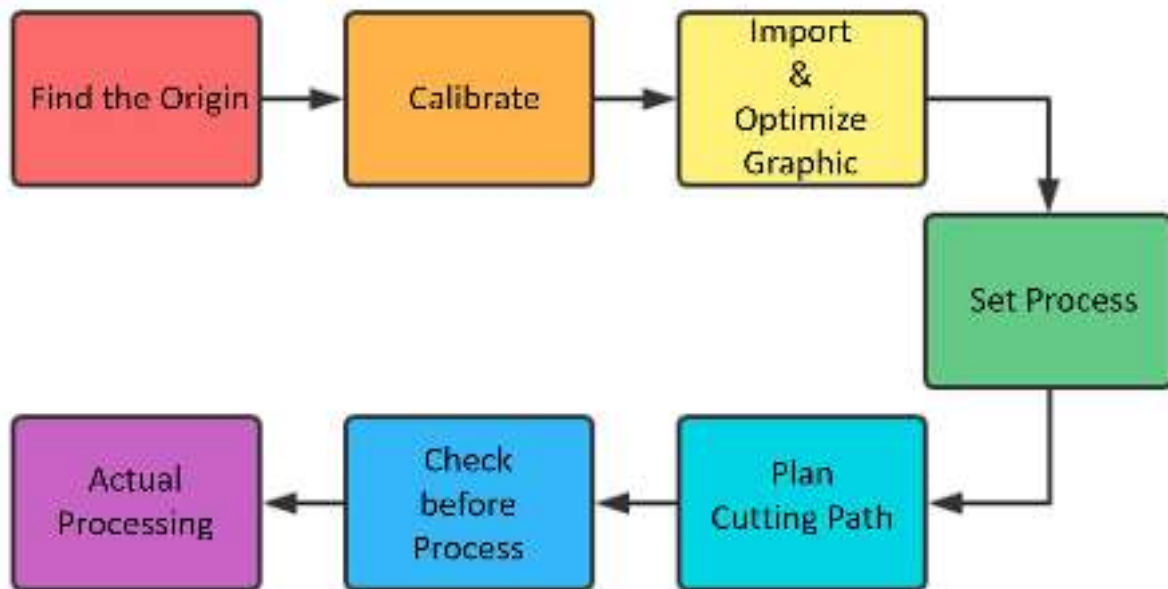 Find the Origin
Calibrate
Import
&
Optimize
Graphic
Set Process
Plan
Cutting Path
Check
before
Process
Actual
Processing